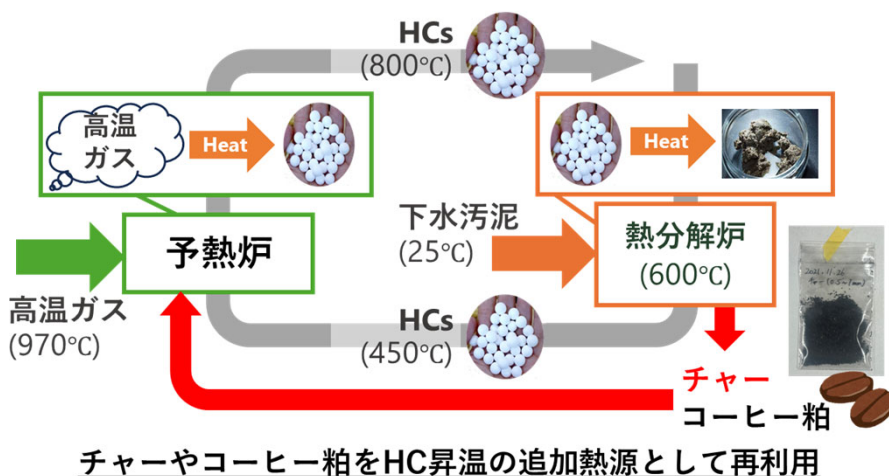 HCs
(800℃)
高温
ガス
Heat
Heat
予熱炉
下水汚泥
(25℃)
熱分解炉
(600℃)
高温ガス
(970℃)
HCs
(450℃)
チャー
コーヒー粕
チャーやコーヒー粕をHC昇温の追加熱源として再利用